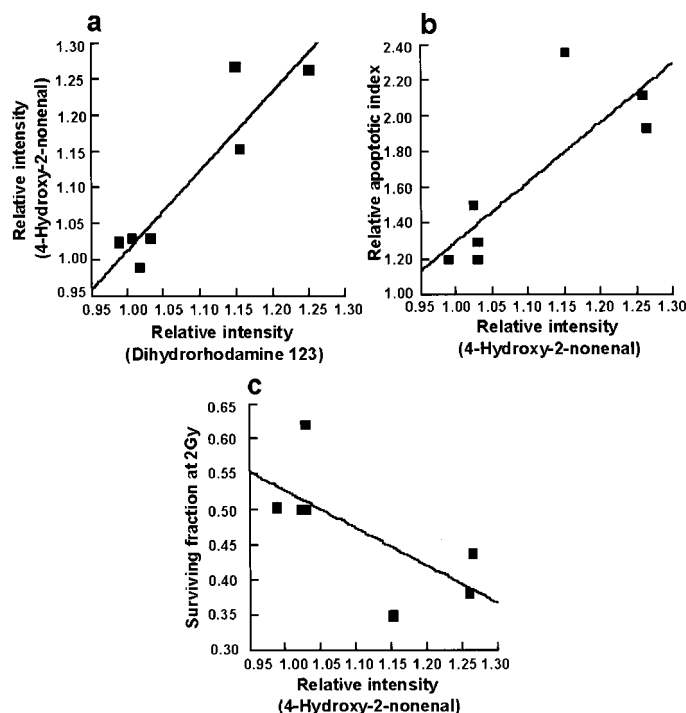 a
Relative intensity
(4-Hydroxy-2-nonenal)
1.30
1.25
1.20
1.15
1.10
1.05
1.00
0.95
0.95 1.00 1.05 1.10 1.15 1.20 1.25 1.30
Relative intensity
(Dihydrorhodamine 123)
b
Relative apoptotic index
2.40
2.20
2.00
1.80
1.60
1.40
1.20
1.00
0.95 1.00 1.05 1.10 1.15 1.20 1.25 1.30
Relative intensity
(4-Hydroxy-2-nonenal)
c
Surviving fraction at 2Gy
0.65
0.60
0.55
0.50
0.45
0.40
0.35
0.30
0.95 1.00 1.05 1.10 1.15 1.20 1.25 1.30
Relative intensity
(4-Hydroxy-2-nonenal)